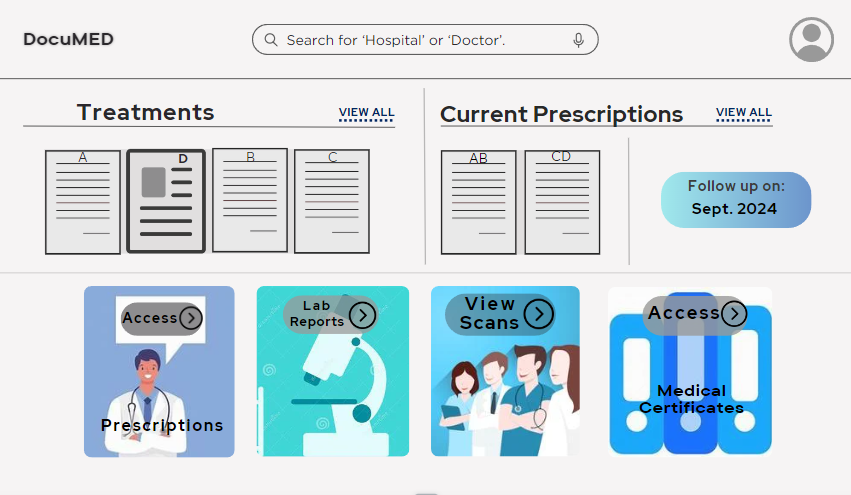 DocuMED
Search for ‘Hospital’ or ‘Doctor’.
Treatments
VIEW ALL
A
D
B
C
Current Prescriptions
VIEW ALL
AB
CD
Follow up on:
Sept. 2024
Access
Prescriptions
Lab
Reports
View
Scans
Access
Medical
Certificates